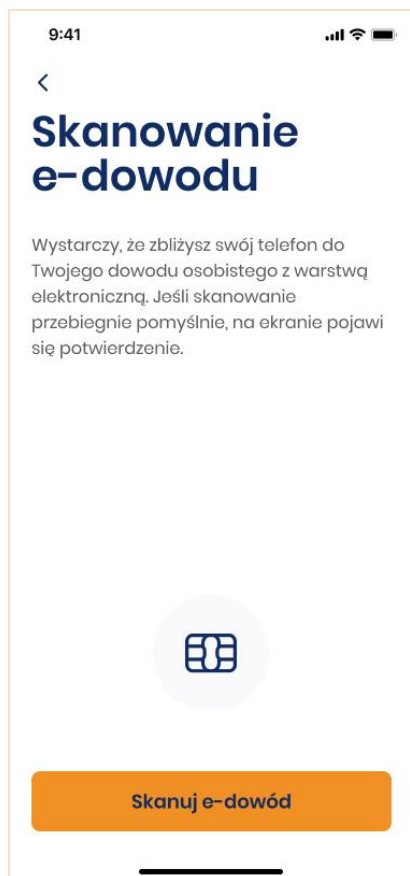 9:41
Skanowanie
e-dowodu
Wystarczy, że zbliżysz swój telefon do
Twojego dowodu osobistego z warstwą
elektroniczną. Jeśli skanowanie
przebiegnie pomyślnie, na ekranie pojawi
się potwierdzenie.
Skanuj e-dowód